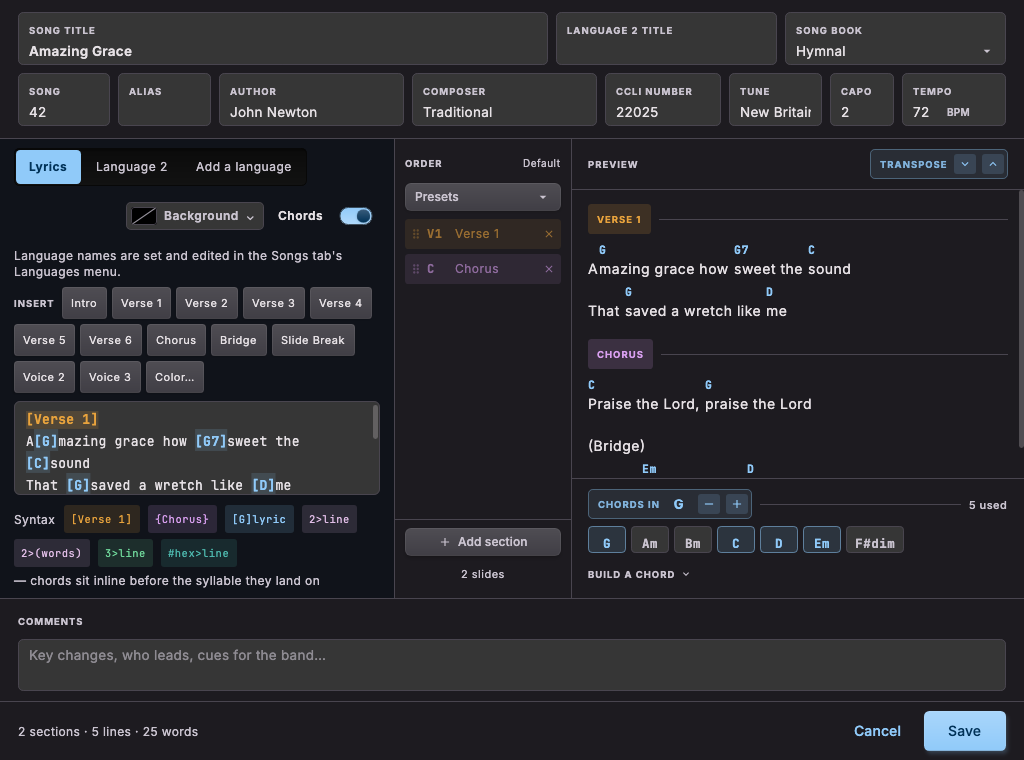 SONG TITLE
Amazing Grace
LANGUAGE 2 TITLE
SONG BOOK
Hymnal
SONG
42
ALIAS
AUTHOR
John Newton
COMPOSER
Traditional
CCLI NUMBER
22025
TUNE
New Britain
CAPO
2
TEMPO
72 BPM
Lyrics
Language 2
Add a language
Background
Chords
Language names are set and edited in the Songs tab's
Languages menu.
INSERT Intro Verse 1 Verse 2 Verse 3 Verse 4
Verse 5 Verse 6 Chorus Bridge Slide Break
Voice 2 Voice 3 Color...
[Verse 1]
A[G]mazing grace how [G7]sweet the
[C]sound
That [G]saved a wretch like [D]me
Syntax [Verse 1] {Chorus} [G]lyric 2>line
2>(words) 3>line #hex>line
— chords sit inline before the syllable they land on
ORDER Default
Presets
V1 Verse 1 ×
C Chorus ×
+ Add section
2 slides
PREVIEW
TRANSPOSE
VERSE 1
G G7 C
Amazing grace how sweet the sound
G D
That saved a wretch like me
CHORUS
C G
Praise the Lord, praise the Lord
(Bridge)
Em D
CHORDS IN G − + 5 used
G Am Bm C D Em F#dim
BUILD A CHORD
COMMENTS
Key changes, who leads, cues for the band...
2 sections · 5 lines · 25 words
Cancel
Save